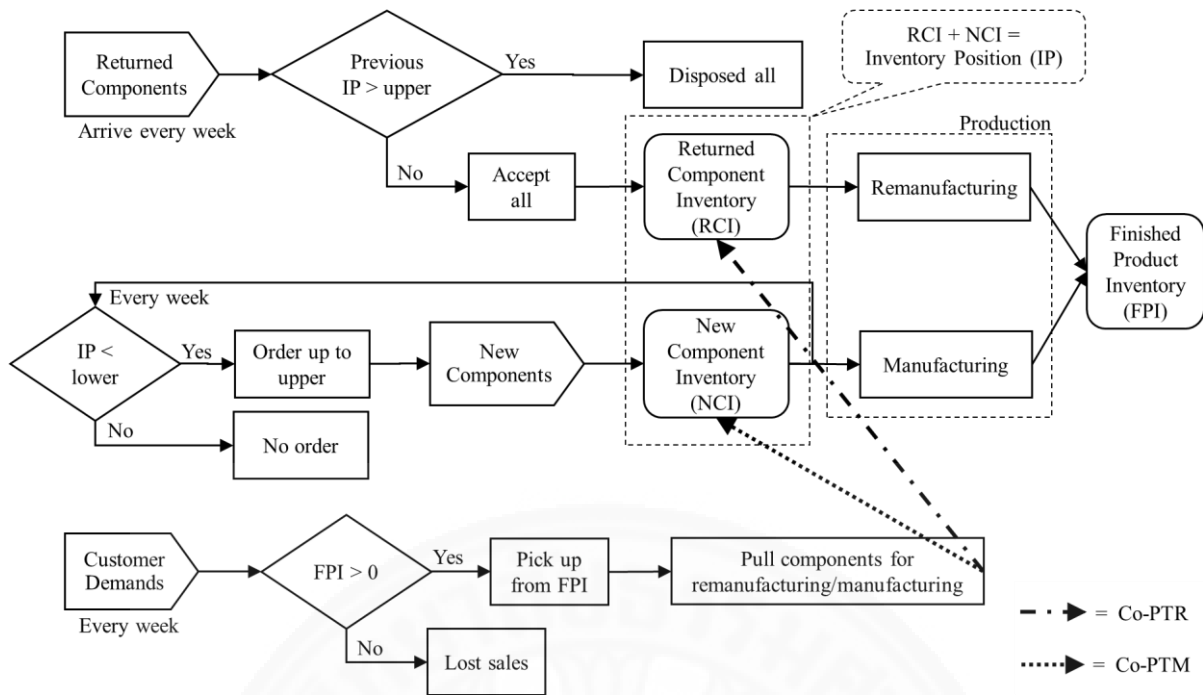 Returned
Components
Arrive every week
Previous
IP > upper
Yes
Disposed all
RCI + NCI =
Inventory Position (IP)
No
Accept
all
Returned
Component
Inventory
(RCI)
Production
Remanufacturing
Finished
Product
Inventory
(FPI)
Every week
IP <
lower
Yes
Order up to
upper
New
Components
New
Component
Inventory
(NCI)
Manufacturing
No
No order
Customer
Demands
Every week
FPI > 0
Yes
Pick up
from FPI
Pull components for
remanufacturing/manufacturing
No
Lost sales
= Co-PTR
= Co-PTM